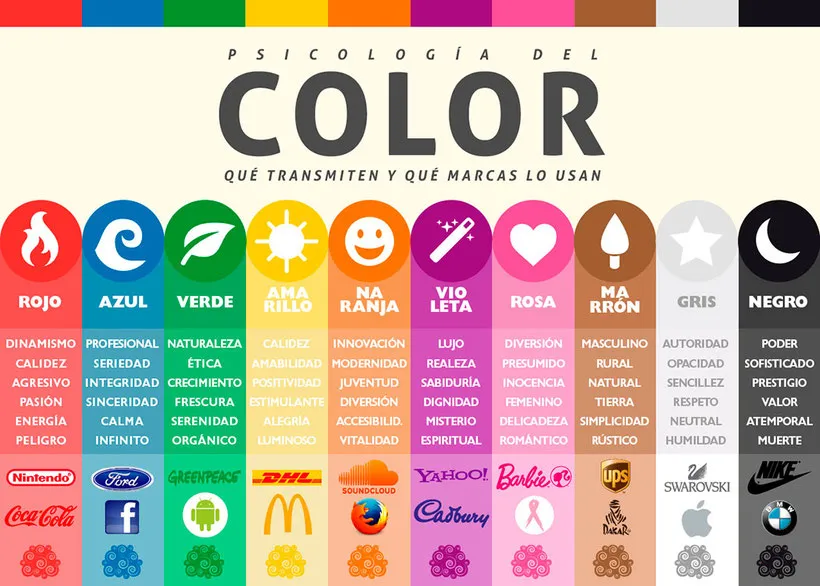 PSICOLOGÍA DEL
COLOR
QUÉ TRANSMITEN Y QUÉ MARCAS LO USAN
ROJO
DINAMISMO
CALIDEZ
AGRESIVO
PASIÓN
ENERGÍA
PELIGRO
Nintendo
Coca-Cola
AZUL
PROFESIONAL
SERIEDAD
INTEGRIDAD
SINCERIDAD
CALMA
INFINITO
Ford
f
VERDE
NATURALEZA
ÉTICA
CRECIMIENTO
FRESCURA
SERENIDAD
ORGÁNICO
GREENPEACE
AMA
RILLO
CALIDEZ
AMABILIDAD
POSITIVIDAD
ESTIMULANTE
ALEGRÍA
LUMINOSO
DHL
NA
RANJA
INNOVACIÓN
MODERNIDAD
JUVENTUD
DIVERSIÓN
ACCESIBILID.
VITALIDAD
SOUNDCLOUD
VIO
LETA
LUJO
REALEZA
SABIDURÍA
DIGNIDAD
MISTERIO
ESPIRITUAL
YAHOO!
Cadbury
ROSA
DIVERSIÓN
PRESUMIDO
INOCENCIA
FEMENINO
DELICADEZA
ROMÁNTICO
Barbie
MA
RRÓN
MASCULINO
RURAL
NATURAL
TIERRA
SIMPLICIDAD
RÚSTICO
ups
DAKAR
GRIS
AUTORIDAD
OPACIDAD
SENCILLEZ
RESPETO
NEUTRAL
HUMILDAD
SWAROVSKI
NEGRO
PODER
SOFISTICADO
PRESTIGIO
VALOR
ATEMPORAL
MUERTE
NIKE
BMW